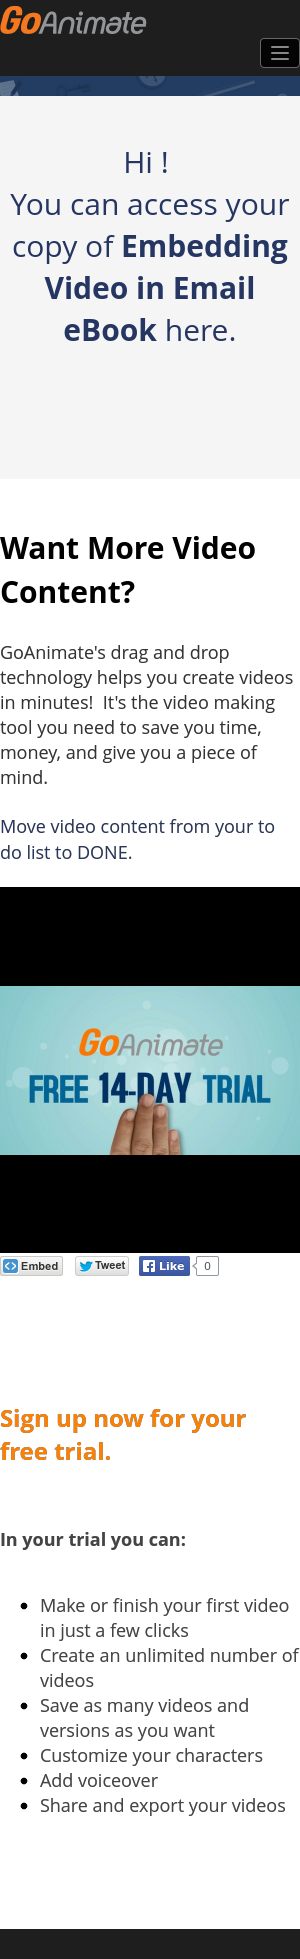 GoAnimate
Hi !
You can access your
copy of Embedding
Video in Email
eBook here.
Want More Video
Content?
GoAnimate's drag and drop
technology helps you create videos
in minutes!  It's the video making
tool you need to save you time,
money, and give you a piece of
mind.
Move video content from your to
do list to DONE.
GoAnimate
FREE 14-DAY TRIAL
Embed Tweet Like 0
Sign up now for your
free trial.
In your trial you can:
• Make or finish your first video
in just a few clicks
• Create an unlimited number of
videos
• Save as many videos and
versions as you want
• Customize your characters
• Add voiceover
• Share and export your videos